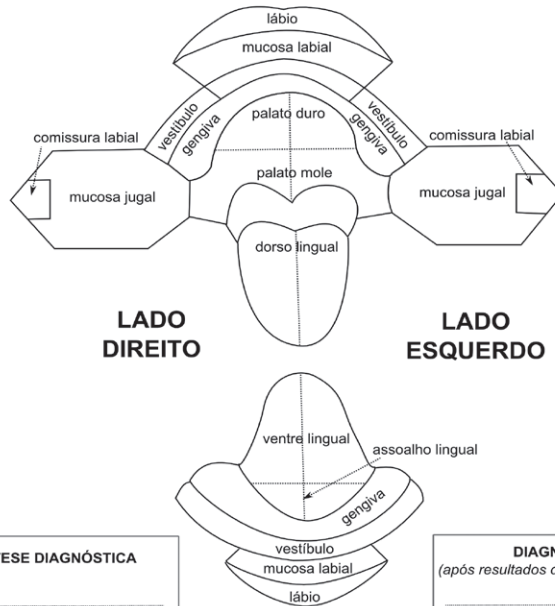 lábio
mucosa labial
vestíbulo
gengiva
palato duro
gengiva
vestíbulo
comissura labial
comissura labial
palato mole
mucosa jugal
mucosa jugal
dorso lingual
LADO
DIREITO
LADO
ESQUERDO
ventre lingual
assoalho lingual
gengiva
vestíbulo
mucosa labial
lábio
TESE DIAGNÓSTICA
DIAGN
(após resultados